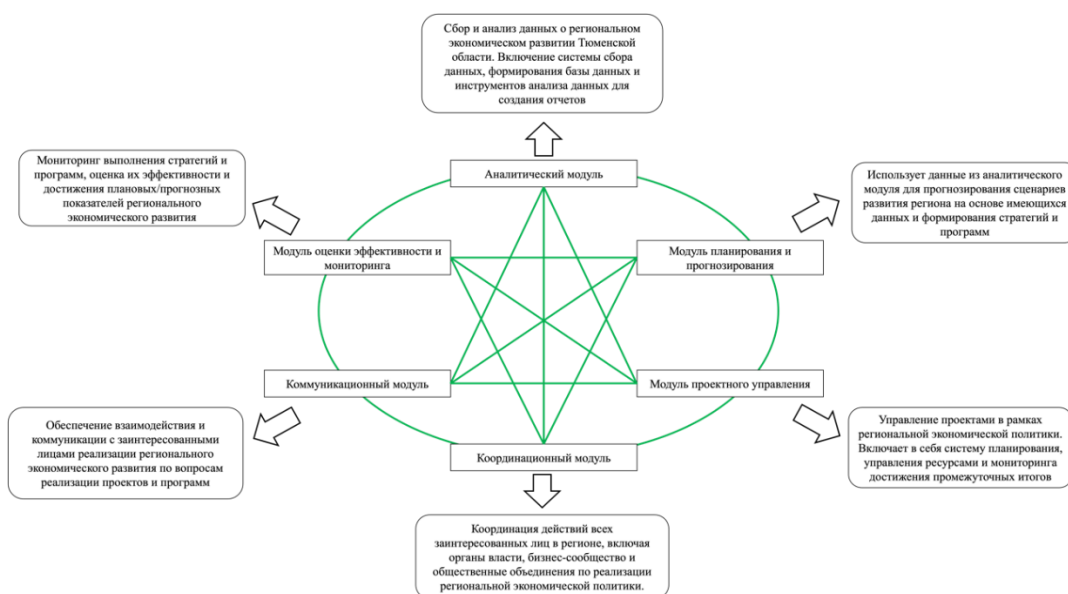 Сбор и анализ данных о региональном
экономическом развитии Тюменской
области. Включение системы сбора
данных, формирования базы данных и
инструментов анализа данных для
создания отчетов
Мониторинг выполнения стратегий и
программ, оценка их эффективности и
достижения плановых/прогнозных
показателей регионального
экономического развития
Аналитический модуль
Использует данные из аналитического
модуля для прогнозирования сценариев
развития региона на основе имеющихся
данных и формирования стратегий и
программ
Модуль оценки эффективности и
мониторинга
Модуль планирования и
прогнозирования
Коммуникационный модуль
Модуль проектного управления
Обеспечение взаимодействия и
коммуникации с заинтересованными
лицами реализации регионального
экономического развития по вопросам
реализации проектов и программ
Координационный модуль
Управление проектами в рамках
региональной экономической политики.
Включает в себя систему планирования,
управления ресурсами и мониторинга
достижения промежуточных итогов
Координация действий всех
заинтересованных лиц в регионе, включая
органы власти, бизнес-сообщество и
общественные объединения по реализации
региональной экономической политики.